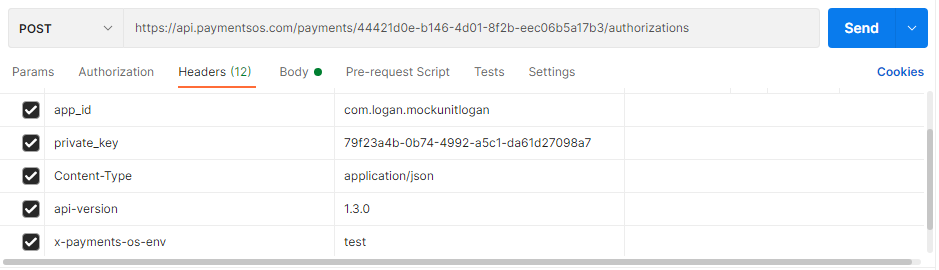 POST https://api.paymentsos.com/payments/44421d0e-b146-4d01-8f2b-eec06b5a17b3/authorizations Send
Params Authorization Headers (12) Body Pre-request Script Tests Settings Cookies
app_id com.logan.mockunitlogan
private_key 79f23a4b-0b74-4992-a5c1-da61d27098a7
Content-Type application/json
api-version 1.3.0
x-payments-os-env test